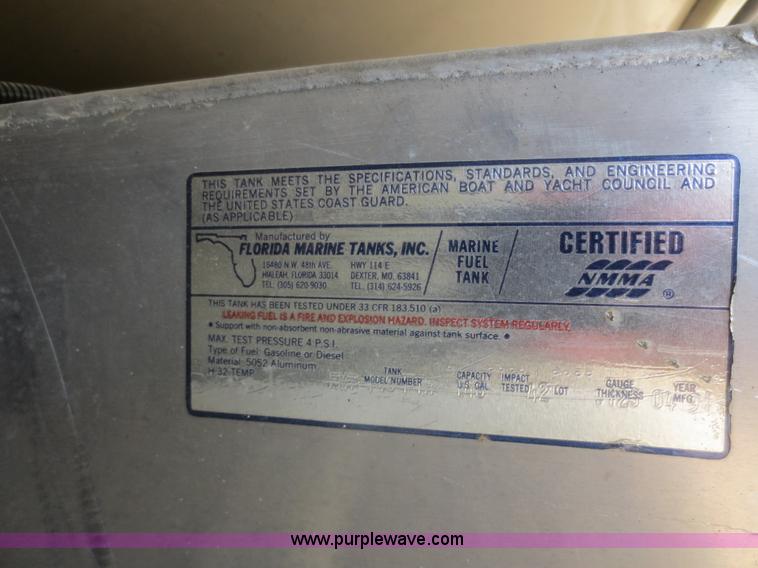 THIS TANK MEETS THE SPECIFICATIONS, STANDARDS, AND ENGINEERING
REQUIREMENTS SET BY THE AMERICAN BOAT AND YACHT COUNCIL AND
THE UNITED STATES COAST GUARD.
(AS APPLICABLE)
Manufactured by
FLORIDA MARINE TANKS, INC.
16480 N.W. 48th AVE.
HIALEAH, FLORIDA 33014
TEL. (305) 620-9030
HWY 114 E
DEXTER, MO. 63841
TEL. (314) 624-5926
MARINE
FUEL
TANK
CERTIFIED
NMMA
®
THIS TANK HAS BEEN TESTED UNDER 33 CFR 183.510 (a)
LEAKING FUEL IS A FIRE AND EXPLOSION HAZARD. INSPECT SYSTEM REGULARLY.
● Support with non-absorbent non-abrasive material against tank surface. ●
MAX. TEST PRESSURE 4 P.S.I.
Type of Fuel: Gasoline or Diesel
Material: 5052 Aluminum
H-32-TEMP.
TANK
MODEL NUMBER
CAPACITY
U.S. GAL
IMPACT
TESTED
LOT
GAUGE
THICKNESS
YEAR
MFG.
www.purplewave.com